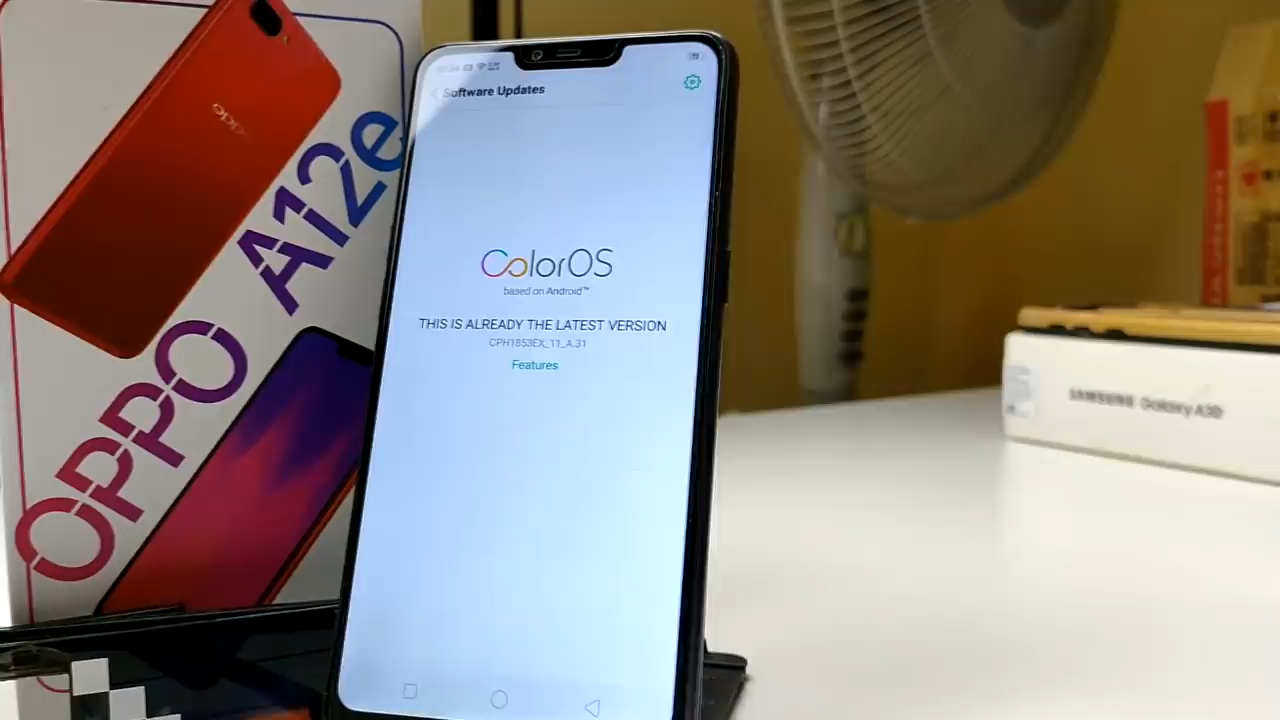 OPPO A12e
oppo
Software Updates
ColorOS
based on Android™
THIS IS ALREADY THE LATEST VERSION
CPH1853EX_11_A.31
Features
SAMSUNG Galaxy A30